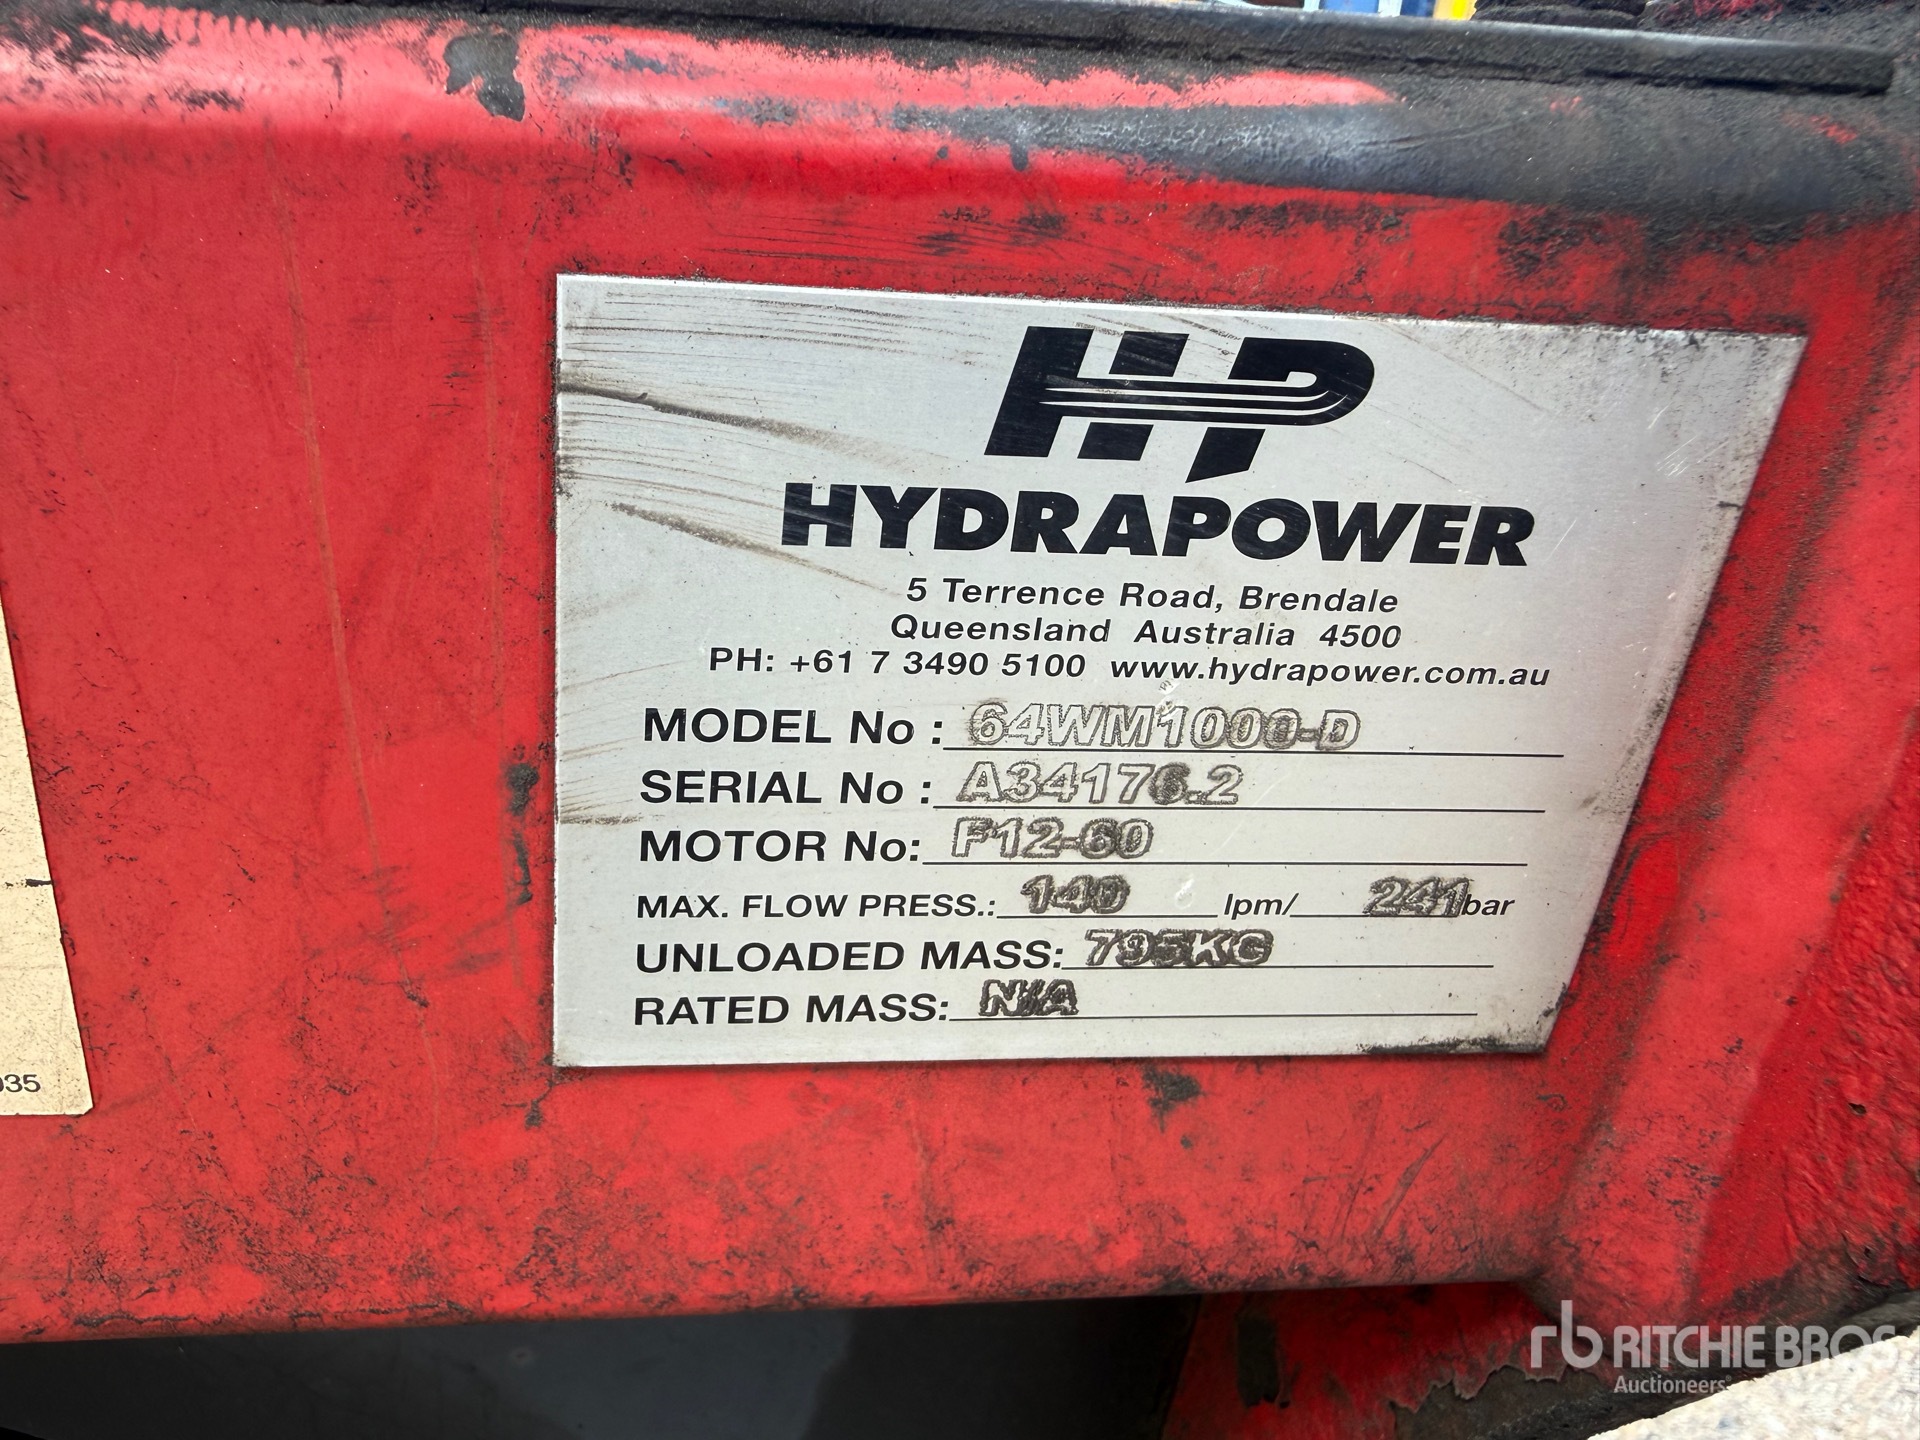 HP
HYDRAPOWER
5 Terrence Road, Brendale
Queensland Australia 4500
PH: +61 7 3490 5100 www.hydrapower.com.au
MODEL No : 64WM1000-D
SERIAL No : A34176.2
MOTOR No: F12-60
MAX. FLOW PRESS.: 140 lpm/ 241 bar
UNLOADED MASS: 795KG
RATED MASS: N/A
035
rb RITCHIE BROS
Auctioneers